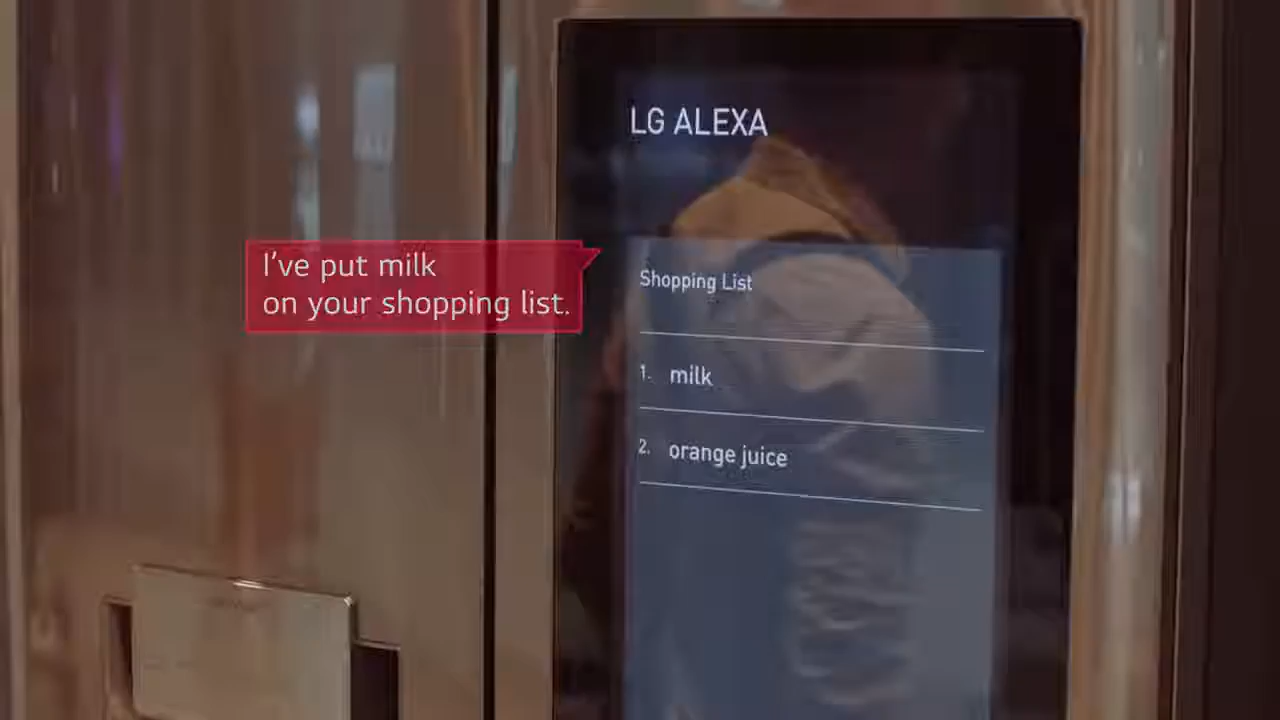 LG ALEXA
I've put milk
on your shopping list.
Shopping List
1. milk
2. orange juice